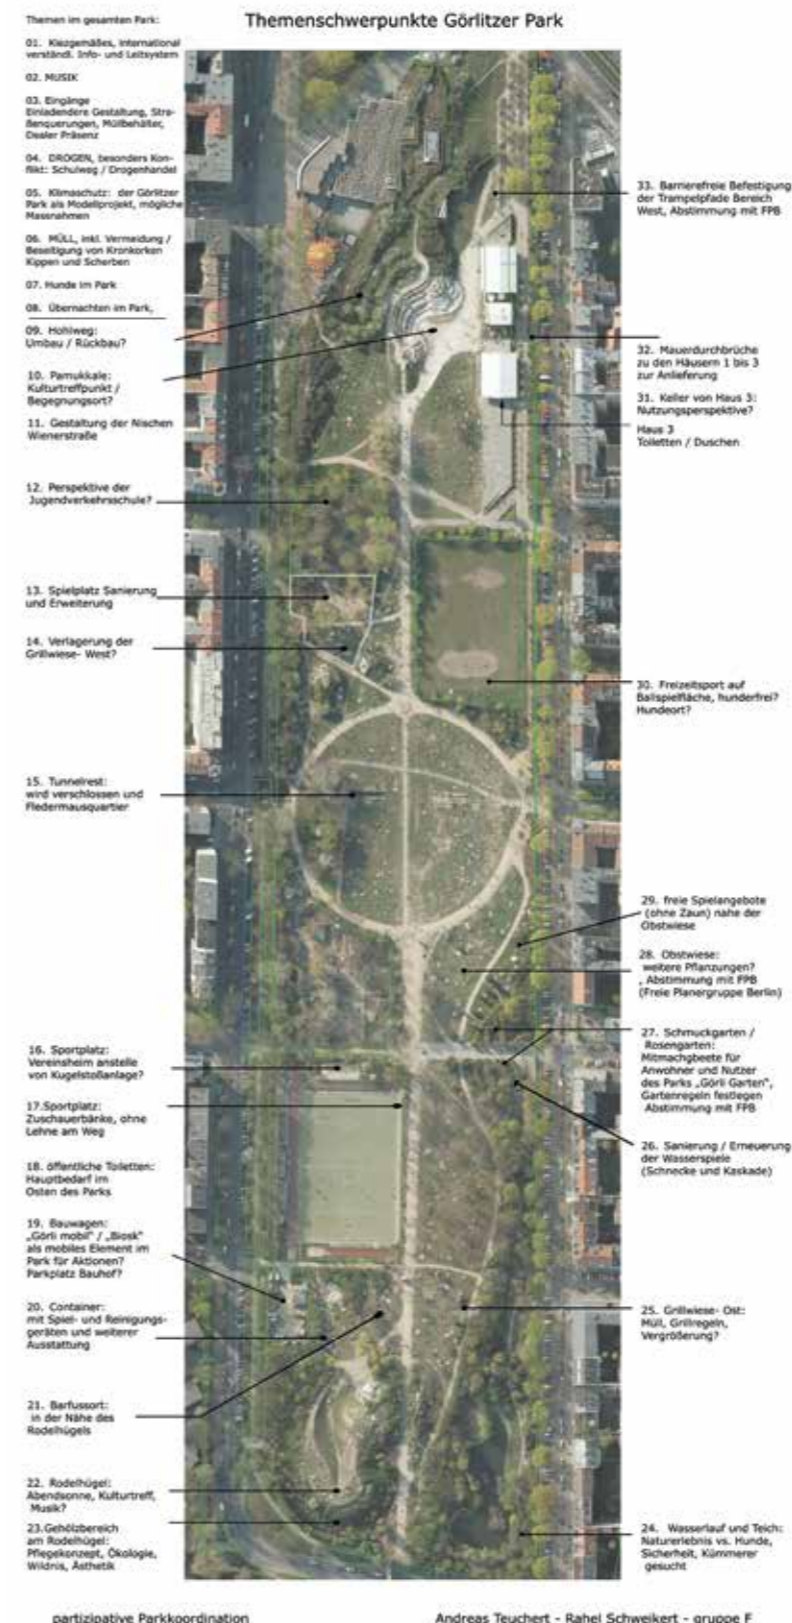 Themenschwerpunkte Görlitzer Park
Themen im gesamten Park:
01. Kiezgemäßes, international
verständl. Info- und Leitsystem
02. MUSIK
03. Eingänge
Einladendere Gestaltung, Stra-
ßenquerungen, Müllbehälter,
Dealer Präsenz
04. DROGEN, besonders Kon-
flikt: Schulweg / Drogenhandel
05. Klimaschutz: der Görlitzer
Park als Modellprojekt, mögliche
Massnahmen
06. MÜLL, inkl. Vermeidung /
Beseitigung von Kronkorken
Kippen und Scherben
07. Hunde im Park
08. Übernachten im Park,
09. Hohlweg:
Umbau / Rückbau?
10. Pamukkale:
Kulturtreffpunkt /
Begegnungsort?
11. Gestaltung der Nischen
Wienerstraße
12. Perspektive der
Jugendverkehrsschule?
13. Spielplatz Sanierung
und Erweiterung
14. Verlagerung der
Grillwiese- West?
15. Tunnelrest:
wird verschlossen und
Fledermausquartier
16. Sportplatz:
Vereinsheim anstelle
von Kugelstoßanlage?
17.Sportplatz:
Zuschauerbänke, ohne
Lehne am Weg
18. öffentliche Toiletten:
Hauptbedarf im
Osten des Parks
19. Bauwagen:
„Görli mobil" / „Biosk"
als mobiles Element im
Park für Aktionen?
Parkplatz Bauhof?
20. Container:
mit Spiel- und Reinigungs-
geräten und weiterer
Ausstattung
21. Barfussort:
in der Nähe des
Rodelhügels
22. Rodelhügel:
Abendsonne, Kulturtreff,
Musik?
23.Gehölzbereich
am Rodelhügel:
Pflegekonzept, Ökologie,
Wildnis, Ästhetik
33. Barrierefreie Befestigung
der Trampelpfade Bereich
West, Abstimmung mit FPB
32. Mauerdurchbrüche
zu den Häusern 1 bis 3
zur Anlieferung
31. Keller von Haus 3:
Nutzungsperspektive?
Haus 3
Toiletten / Duschen
30. Freizeitsport auf
Ballspielfläche, hunderfrei?
Hundeort?
29. freie Spielangebote
(ohne Zaun) nahe der
Obstwiese
28. Obstwiese:
weitere Pflanzungen?
, Abstimmung mit FPB
(Freie Planergruppe Berlin)
27. Schmuckgarten /
Rosengarten:
Mitmachbeete für
Anwohner und Nutzer
des Parks „Görli Garten",
Gartenregeln festlegen
Abstimmung mit FPB
26. Sanierung / Erneuerung
der Wasserspiele
(Schnecke und Kaskade)
25. Grillwiese- Ost:
Müll, Grillregeln,
Vergrößerung?
24. Wasserlauf und Teich:
Naturerlebnis vs. Hunde,
Sicherheit, Kümmerer
gesucht
partizipative Parkkoordination
Andreas Teuchert - Rahel Schweikert - gruppe F